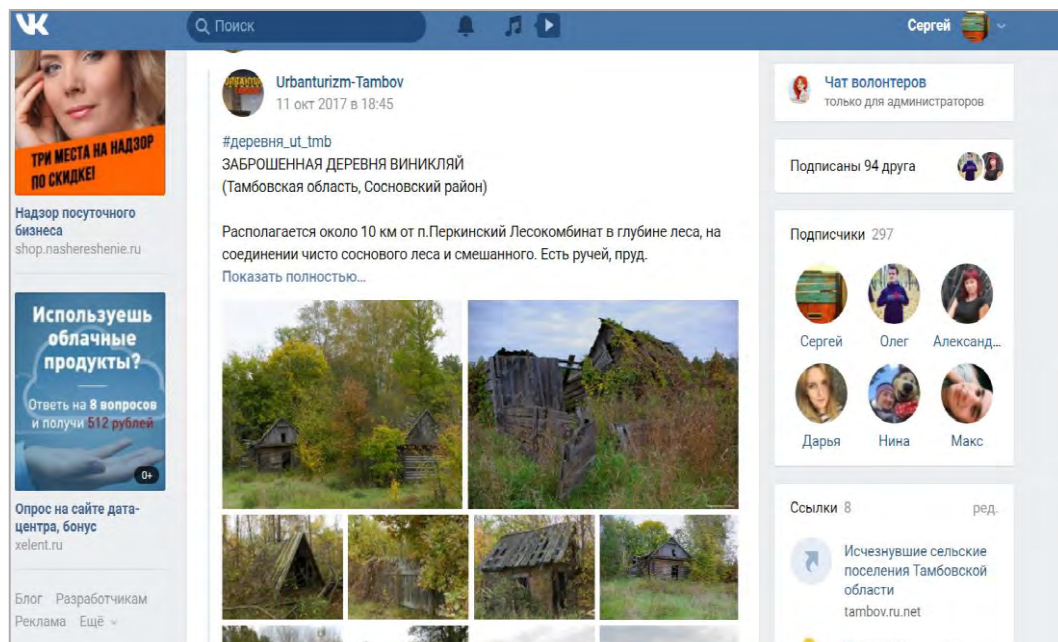 Поиск
Сергей
ТРИ МЕСТА НА НАДЗОР
ПО СКИДКЕ!
Надзор посуточного
бизнеса
shop.nashereshenie.ru
Используешь
облачные
продукты?
Ответь на 8 вопросов
и получи 512 рублей
0+
Опрос на сайте дата-
центра, бонус
xelent.ru
Блог Разработчикам
Реклама Ещё
Urbanturizm-Tambov
11 окт 2017 в 18:45
#деревня_ut_tmb
ЗАБРОШЕННАЯ ДЕРЕВНЯ ВИНИКЛЯЙ
(Тамбовская область, Сосновский район)
Располагается около 10 км от п.Перкинский Лесокомбинат в глубине леса, на
соединении чисто соснового леса и смешанного. Есть ручей, пруд.
Показать полностью...
Чат волонтеров
только для администраторов
Подписаны 94 друга
Подписчики 297
Сергей Олег Александ...
Дарья Нина Макс
Ссылки 8 ред.
Исчезнувшие сельские
поселения Тамбовской
области
tambov.ru.net